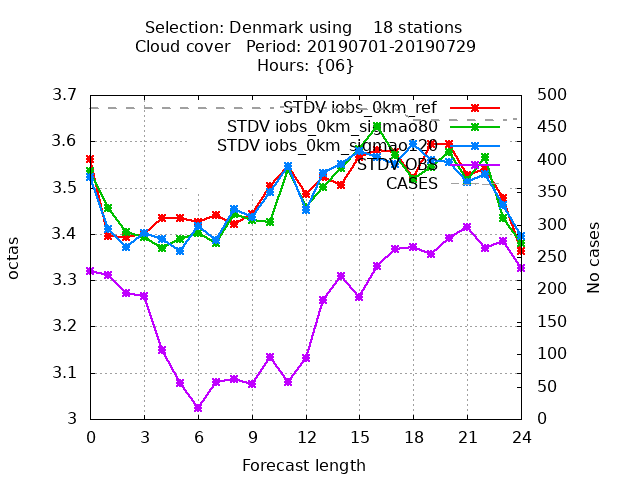 Selection: Denmark using    18 stations
Cloud cover   Period: 20190701-20190729
Hours: {06}
3.7
3.6
3.5
3.4
3.3
3.2
3.1
3
octas
STDV iobs_0km_ref
STDV iobs_0km_sigmao80
STDV iobs_0km_sigmao120
STDV OBS
CASES
500
450
400
350
300
250
200
150
100
50
0
No cases
0 3 6 9 12 15 18 21 24
Forecast length